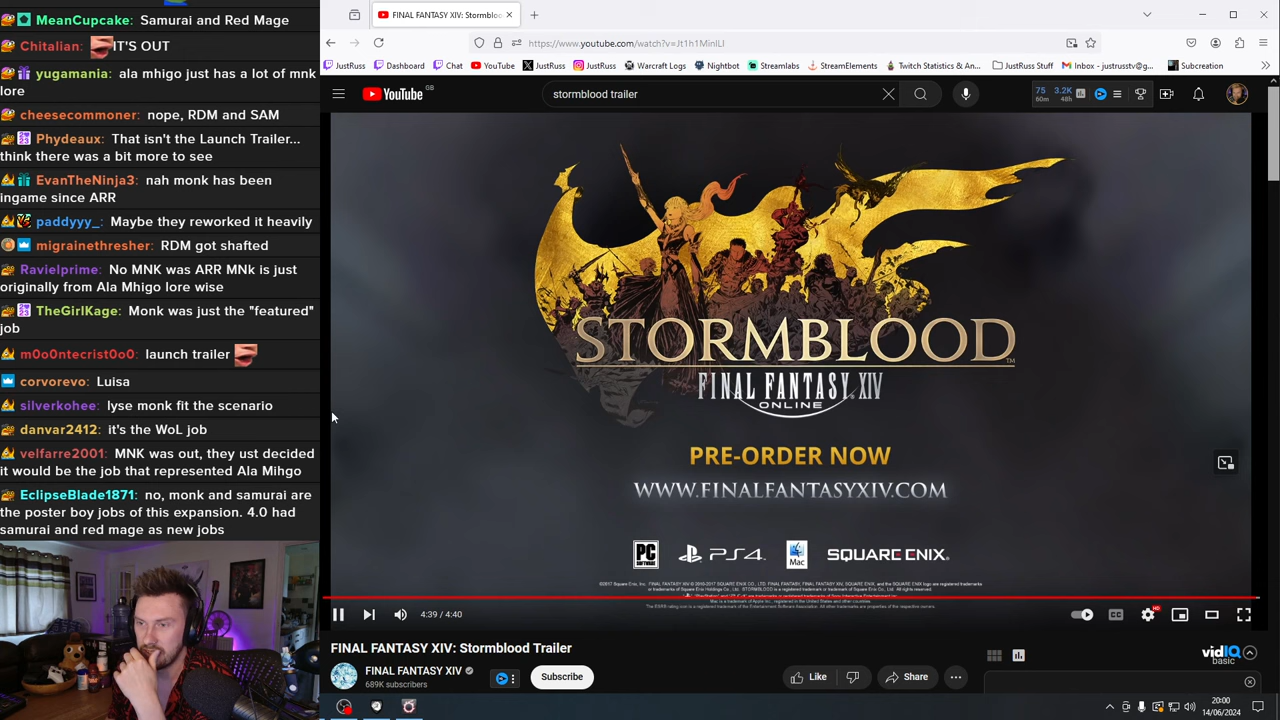 MeanCupcake: Samurai and Red Mage
Chitalian: IT'S OUT
yugamania: ala mhigo just has a lot of mnk
lore
cheesecommoner: nope, RDM and SAM
Phydeaux: That isn't the Launch Trailer...
think there was a bit more to see
EvanTheNinja3: nah monk has been
ingame since ARR
paddyyy_: Maybe they reworked it heavily
migrainethresher: RDM got shafted
Ravielprime: No MNK was ARR MNk is just
originally from Ala Mhigo lore wise
TheGirlKage: Monk was just the "featured"
job
m0o0ntecrist0o0: launch trailer
corvorevo: Luisa
silverkohee: lyse monk fit the scenario
danvar2412: it's the WoL job
velfarre2001: MNK was out, they ust decided
it would be the job that represented Ala Mihgo
EclipseBlade1871: no, monk and samurai are
the poster boy jobs of this expansion. 4.0 had
samurai and red mage as new jobs
FINAL FANTASY XIV: Stormbloo
https://www.youtube.com/watch?v=Jt1h1MinILI
JustRuss Dashboard Chat YouTube JustRuss JustRuss Warcraft Logs Nightbot Streamlabs StreamElements Twitch Statistics & An... JustRuss Stuff Inbox - justrusstv@g... Subcreation
YouTube GB
stormblood trailer
75 3.2K
60m 48h
STORMBLOOD TM
FINAL FANTASY XIV
ONLINE
PRE-ORDER NOW
WWW.FINALFANTASYXIV.COM
PC PS4 Mac SQUARE ENIX
4:39 / 4:40
CC
FINAL FANTASY XIV: Stormblood Trailer
FINAL FANTASY XIV
689K subscribers
Subscribe
Like
Share
vidIQ
basic
20:00
14/06/2024